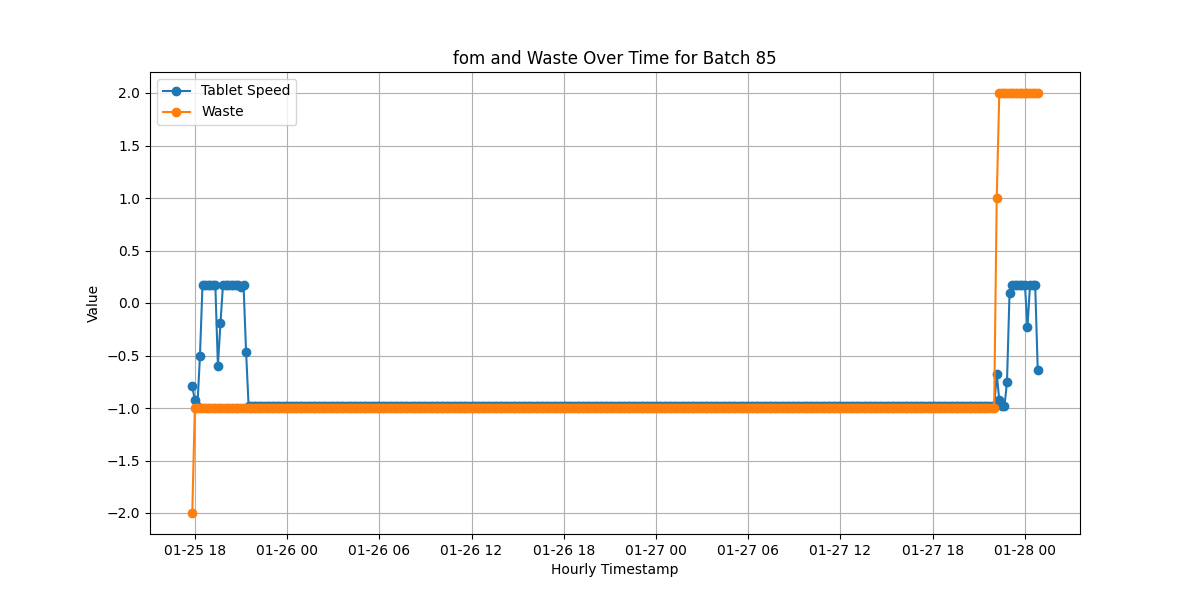 fom and Waste Over Time for Batch 85
Tablet Speed
Waste
2.0
1.5
1.0
0.5
0.0
−0.5
−1.0
−1.5
−2.0
Value
01-25 18 01-26 00 01-26 06 01-26 12 01-26 18 01-27 00 01-27 06 01-27 12 01-27 18 01-28 00
Hourly Timestamp